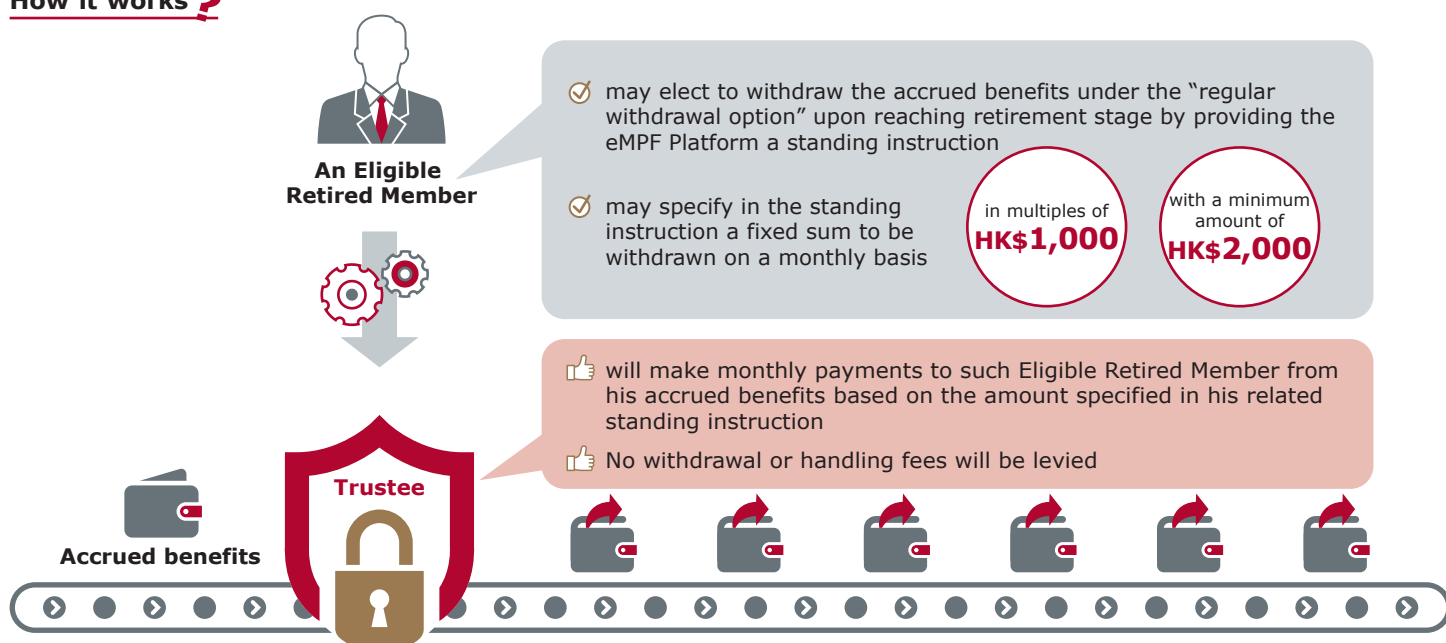 How it works ?
An Eligible
Retired Member
may elect to withdraw the accrued benefits under the “regular
withdrawal option” upon reaching retirement stage by providing the
eMPF Platform a standing instruction
may specify in the standing
instruction a fixed sum to be
withdrawn on a monthly basis
in multiples of
HK$1,000
with a minimum
amount of
HK$2,000
will make monthly payments to such Eligible Retired Member from
his accrued benefits based on the amount specified in his related
standing instruction
No withdrawal or handling fees will be levied
Trustee
Accrued benefits